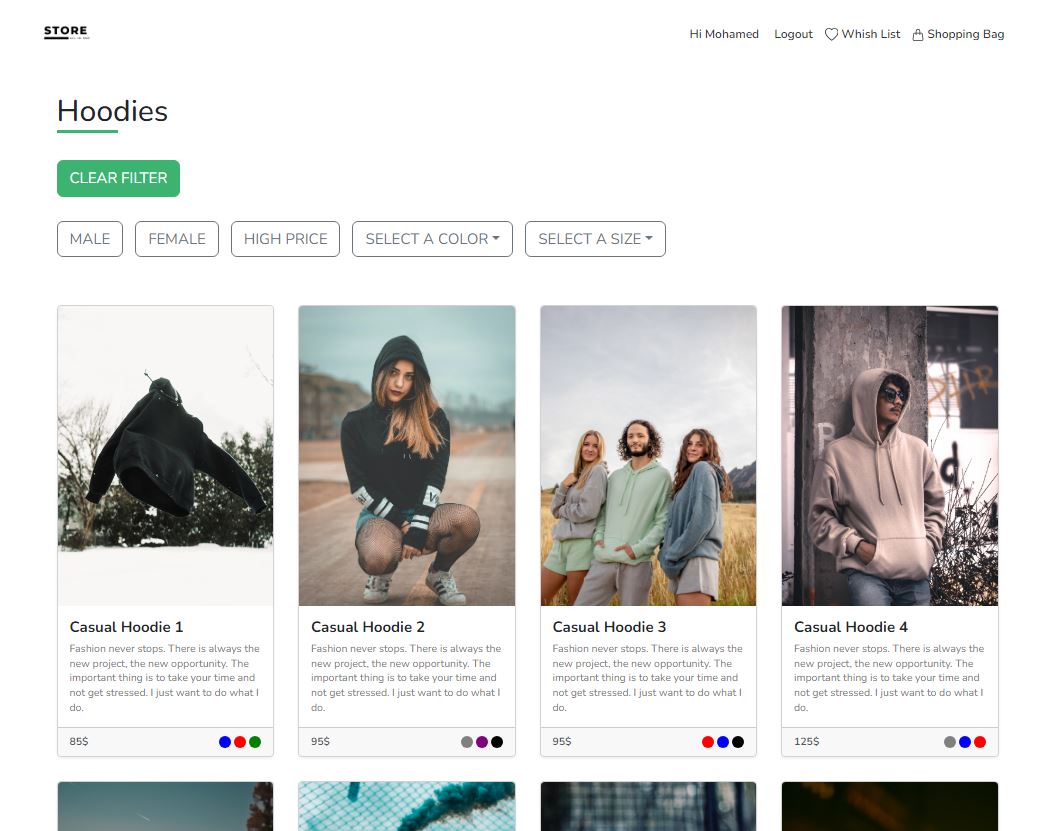 STORE
Hi Mohamed Logout Whish List Shopping Bag
Hoodies
CLEAR FILTER
MALE FEMALE HIGH PRICE SELECT A COLOR SELECT A SIZE
Casual Hoodie 1
Fashion never stops. There is always the
new project, the new opportunity. The
important thing is to take your time and
not get stressed. I just want to do what I
do.
85$
Casual Hoodie 2
Fashion never stops. There is always the
new project, the new opportunity. The
important thing is to take your time and
not get stressed. I just want to do what I
do.
95$
Casual Hoodie 3
Fashion never stops. There is always the
new project, the new opportunity. The
important thing is to take your time and
not get stressed. I just want to do what I
do.
95$
Casual Hoodie 4
Fashion never stops. There is always the
new project, the new opportunity. The
important thing is to take your time and
not get stressed. I just want to do what I
do.
125$